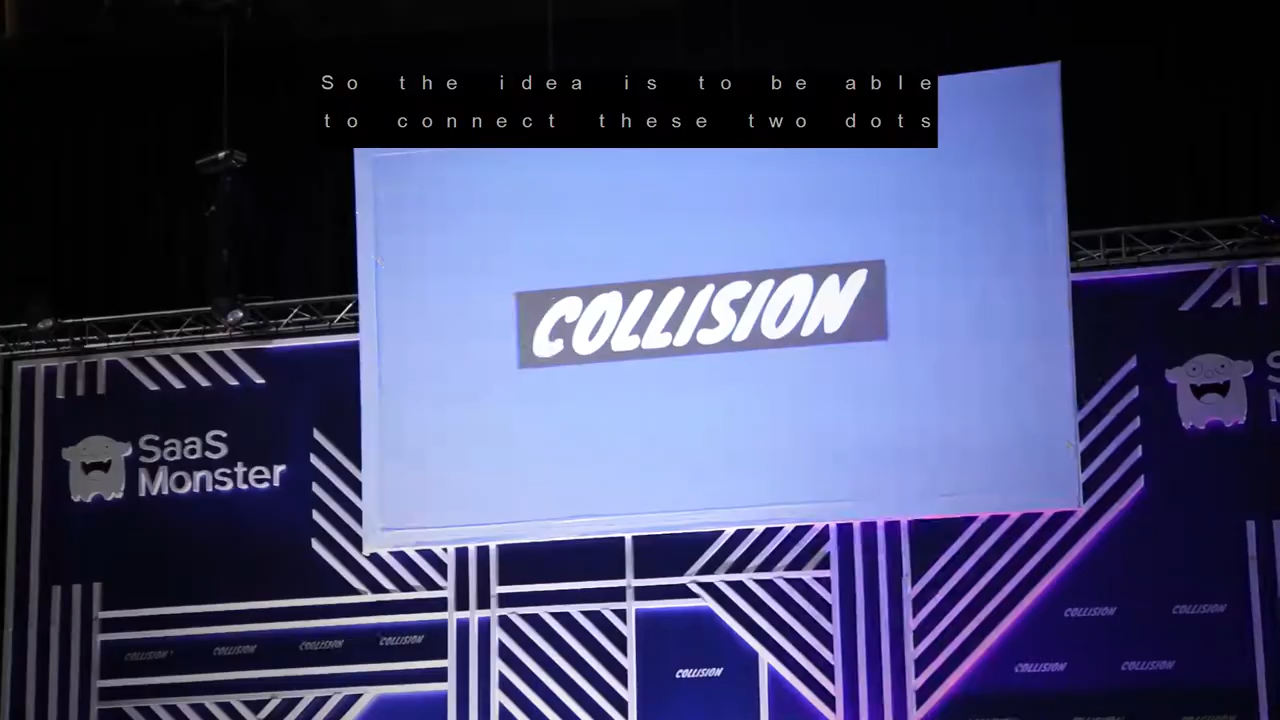 So the idea is to be able
to connect these two dots
COLLISION
SaaS
Monster
COLLISION COLLISION COLLISION COLLISION
COLLISION
COLLISION COLLISION
COLLISION COLLISION